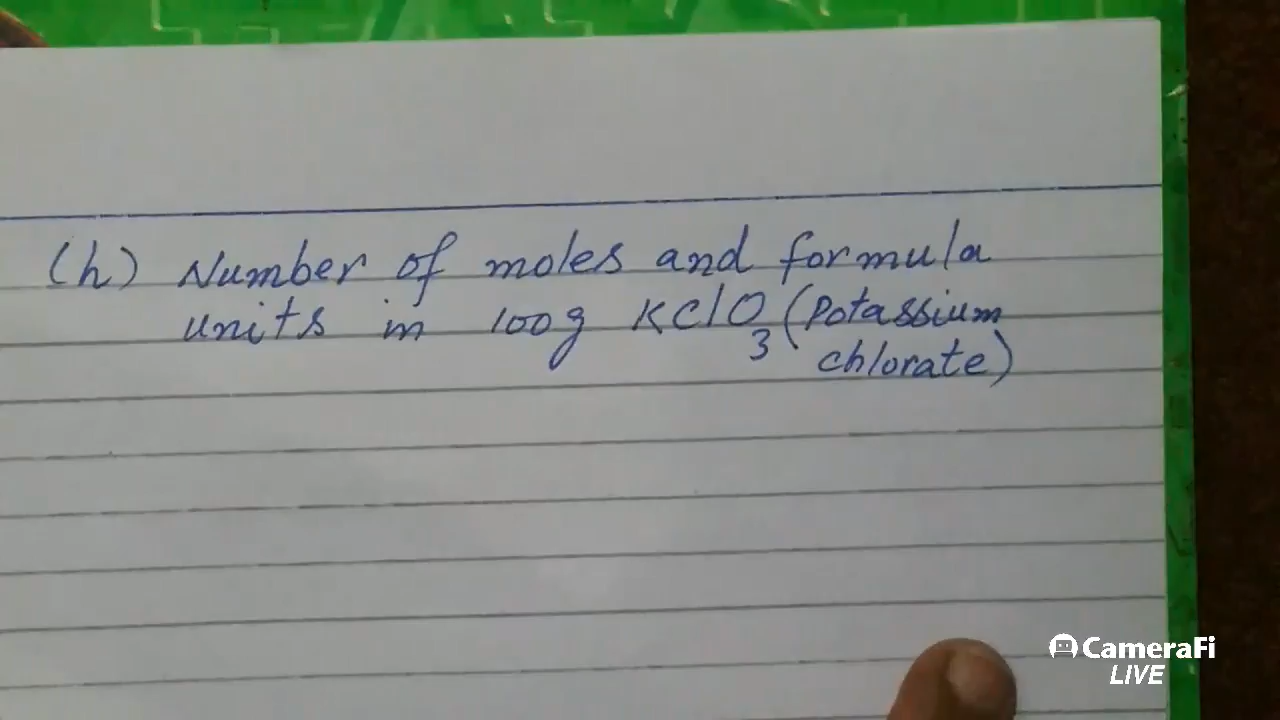 (h) Number of moles and formula
units in 100g KClO3 (Potassium
chlorate)
CameraFi
LIVE